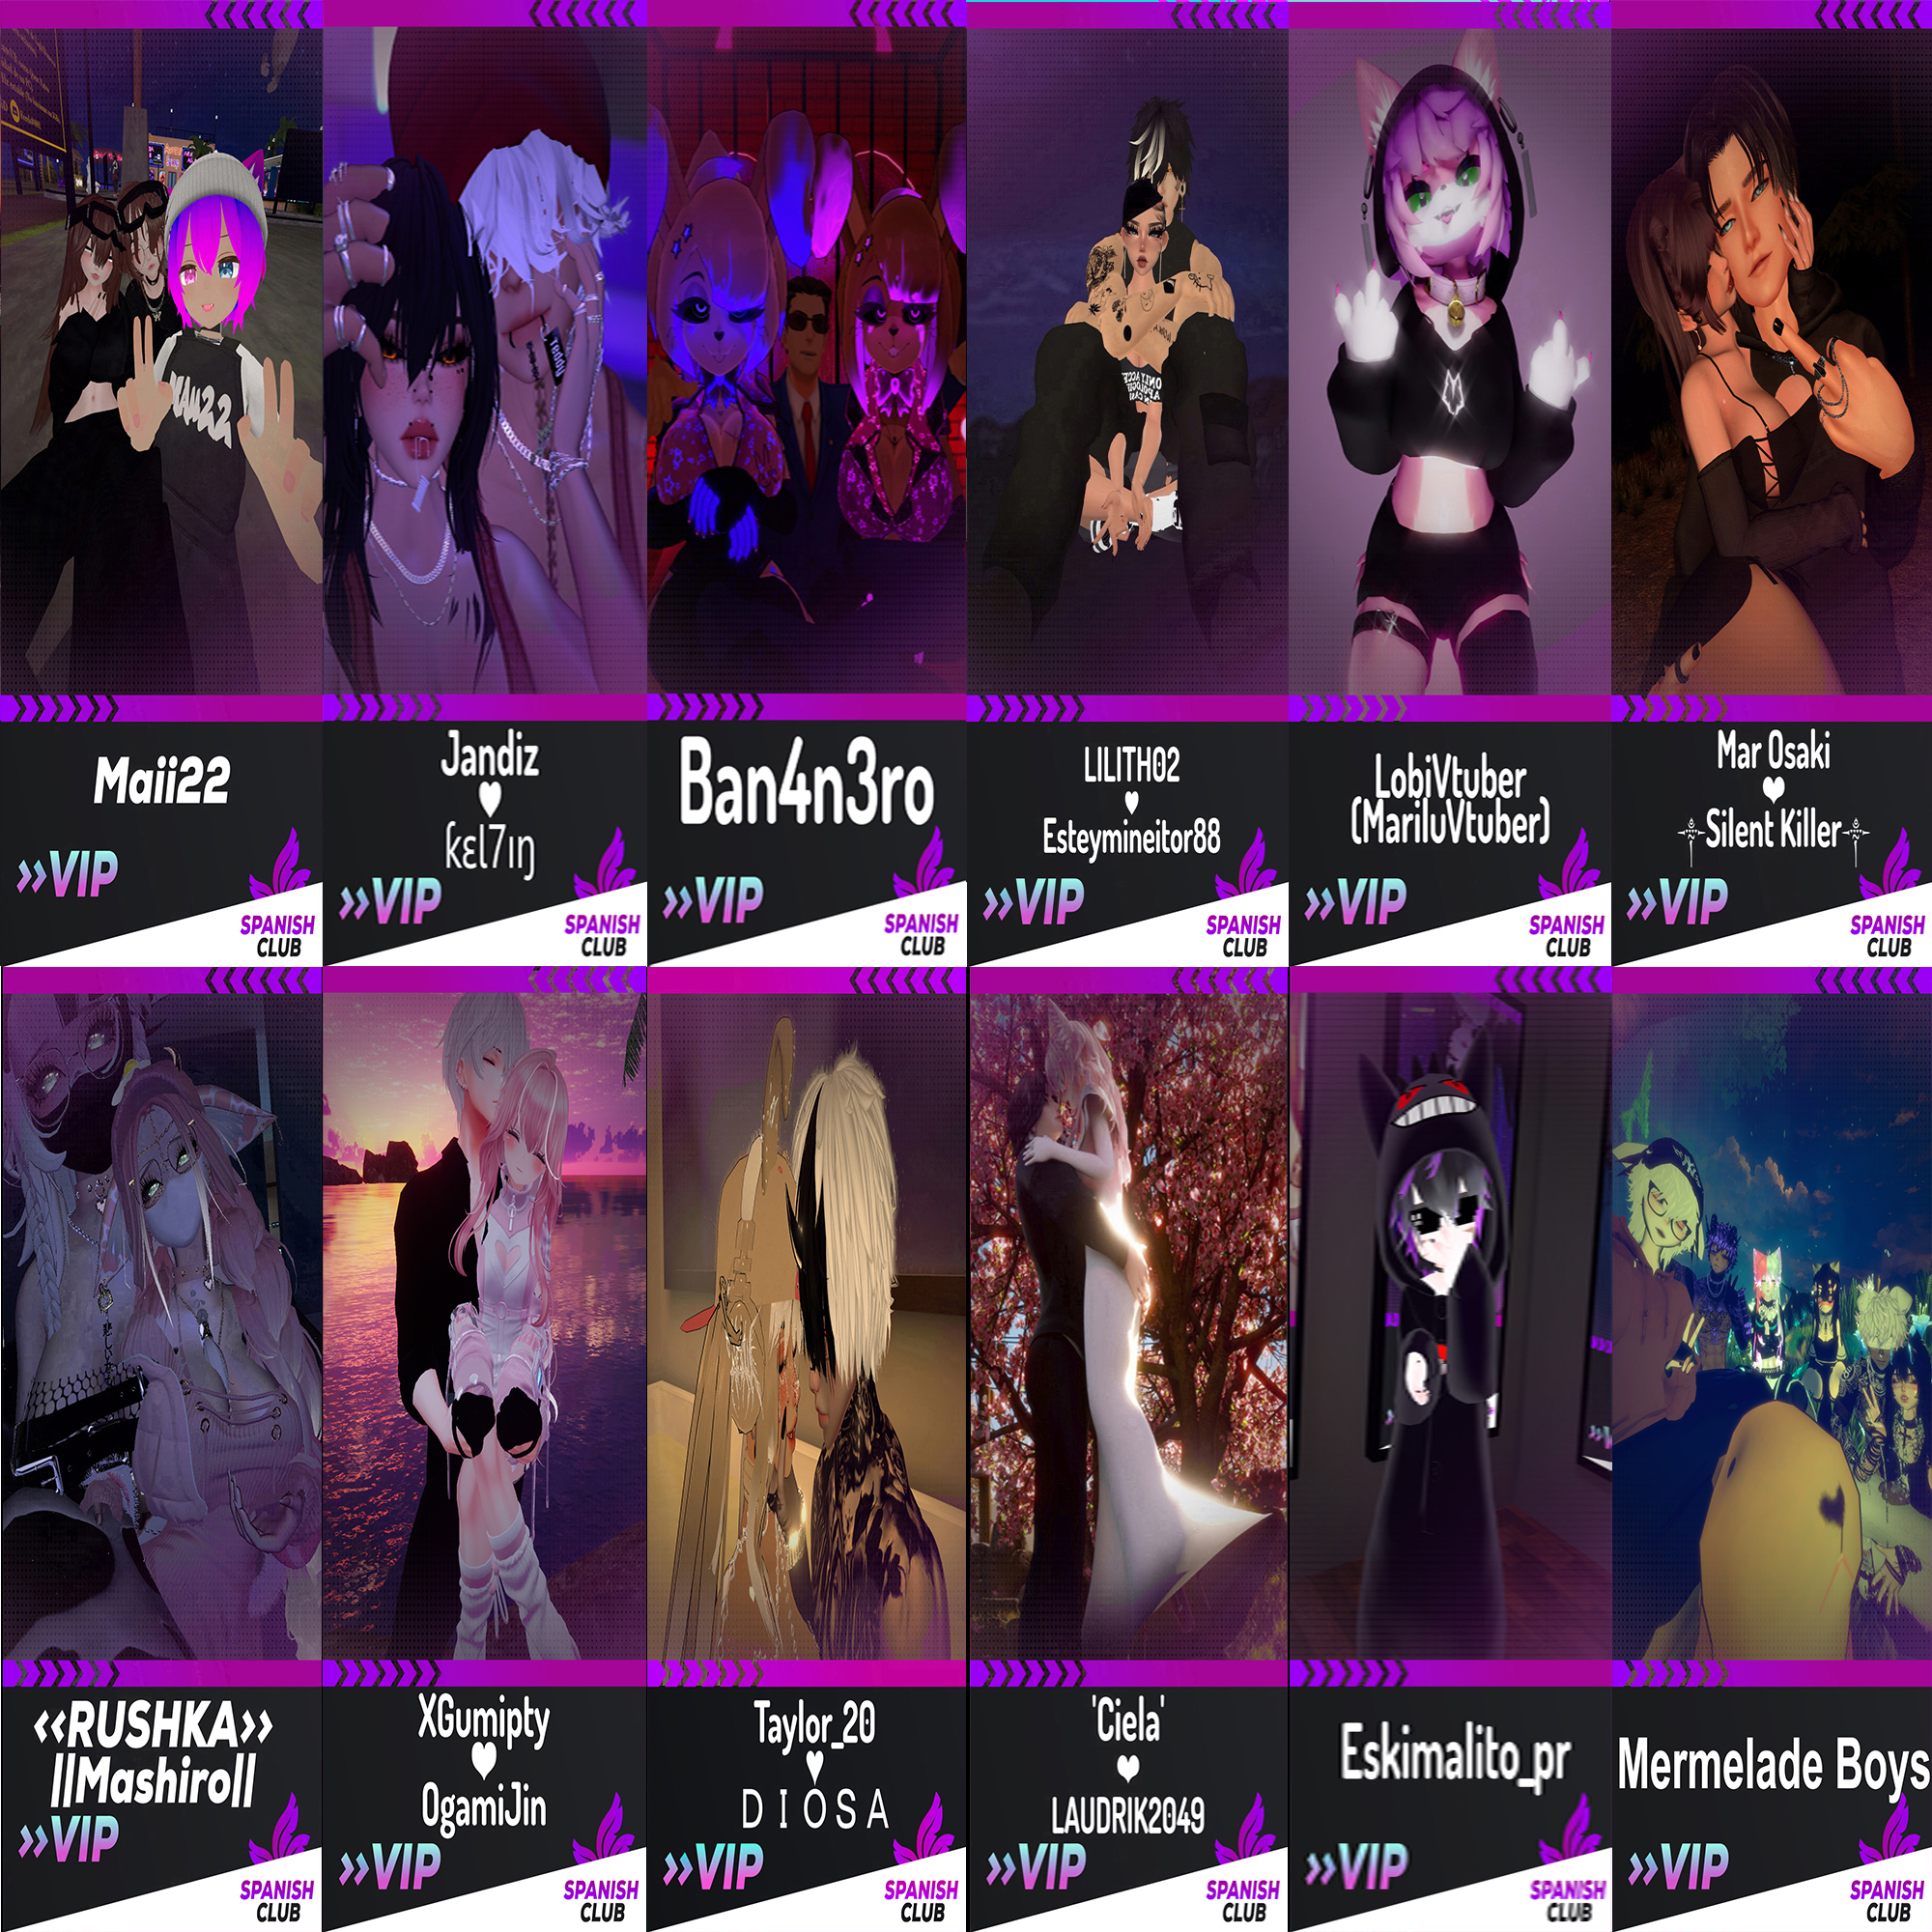 Maii22
»VIP
SPANISH
CLUB
Jandiz
♥
ƙɛl7ıŋ
»VIP
SPANISH
CLUB
Ban4n3ro
»VIP
SPANISH
CLUB
LILITH02
♥
Esteymineitor88
»VIP
SPANISH
CLUB
LobiVtuber
(MariluVtuber)
»VIP
SPANISH
CLUB
Mar Osaki
❤
Silent Killer
»VIP
SPANISH
CLUB
‹‹RUSHKA››
||Mashiro||
»VIP
SPANISH
CLUB
XGumipty
♥
OgamiJin
»VIP
SPANISH
CLUB
Taylor_20
♥
D I O S A
»VIP
SPANISH
CLUB
'Ciela'
❤
LAUDRIK2049
»VIP
SPANISH
CLUB
Eskimalito_pr
»VIP
SPANISH
CLUB
Mermelade Boys
»VIP
SPANISH
CLUB